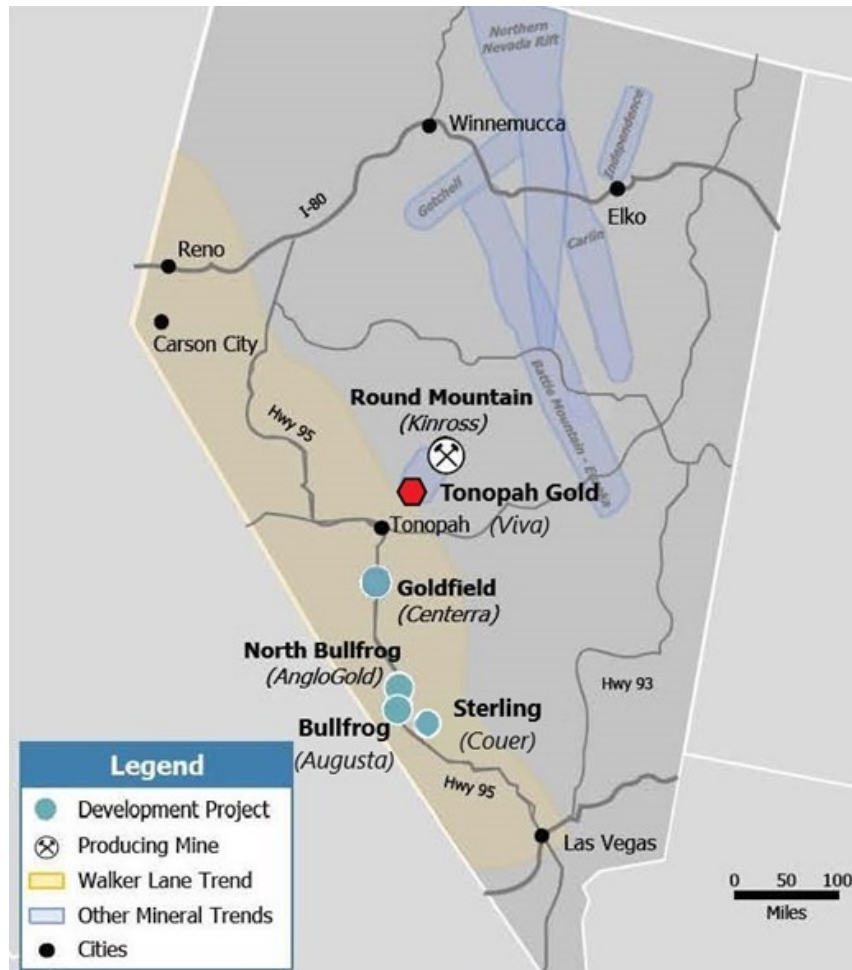 Northern
Nevada Rift
Winnemucca
Independence
Getchell
Elko
I-80
Carlin
Reno
Carson City
Battle Mountain - Eureka
Round Mountain
(Kinross)
Hwy 95
Tonopah Gold
Tonopah (Viva)
Goldfield
(Centerra)
North Bullfrog
(AngloGold)
Hwy 93
Sterling
Bullfrog
(Couer)
(Augusta)
Hwy 95
Las Vegas
Legend
Development Project
Producing Mine
Walker Lane Trend
Other Mineral Trends
Cities
0 50 100
Miles